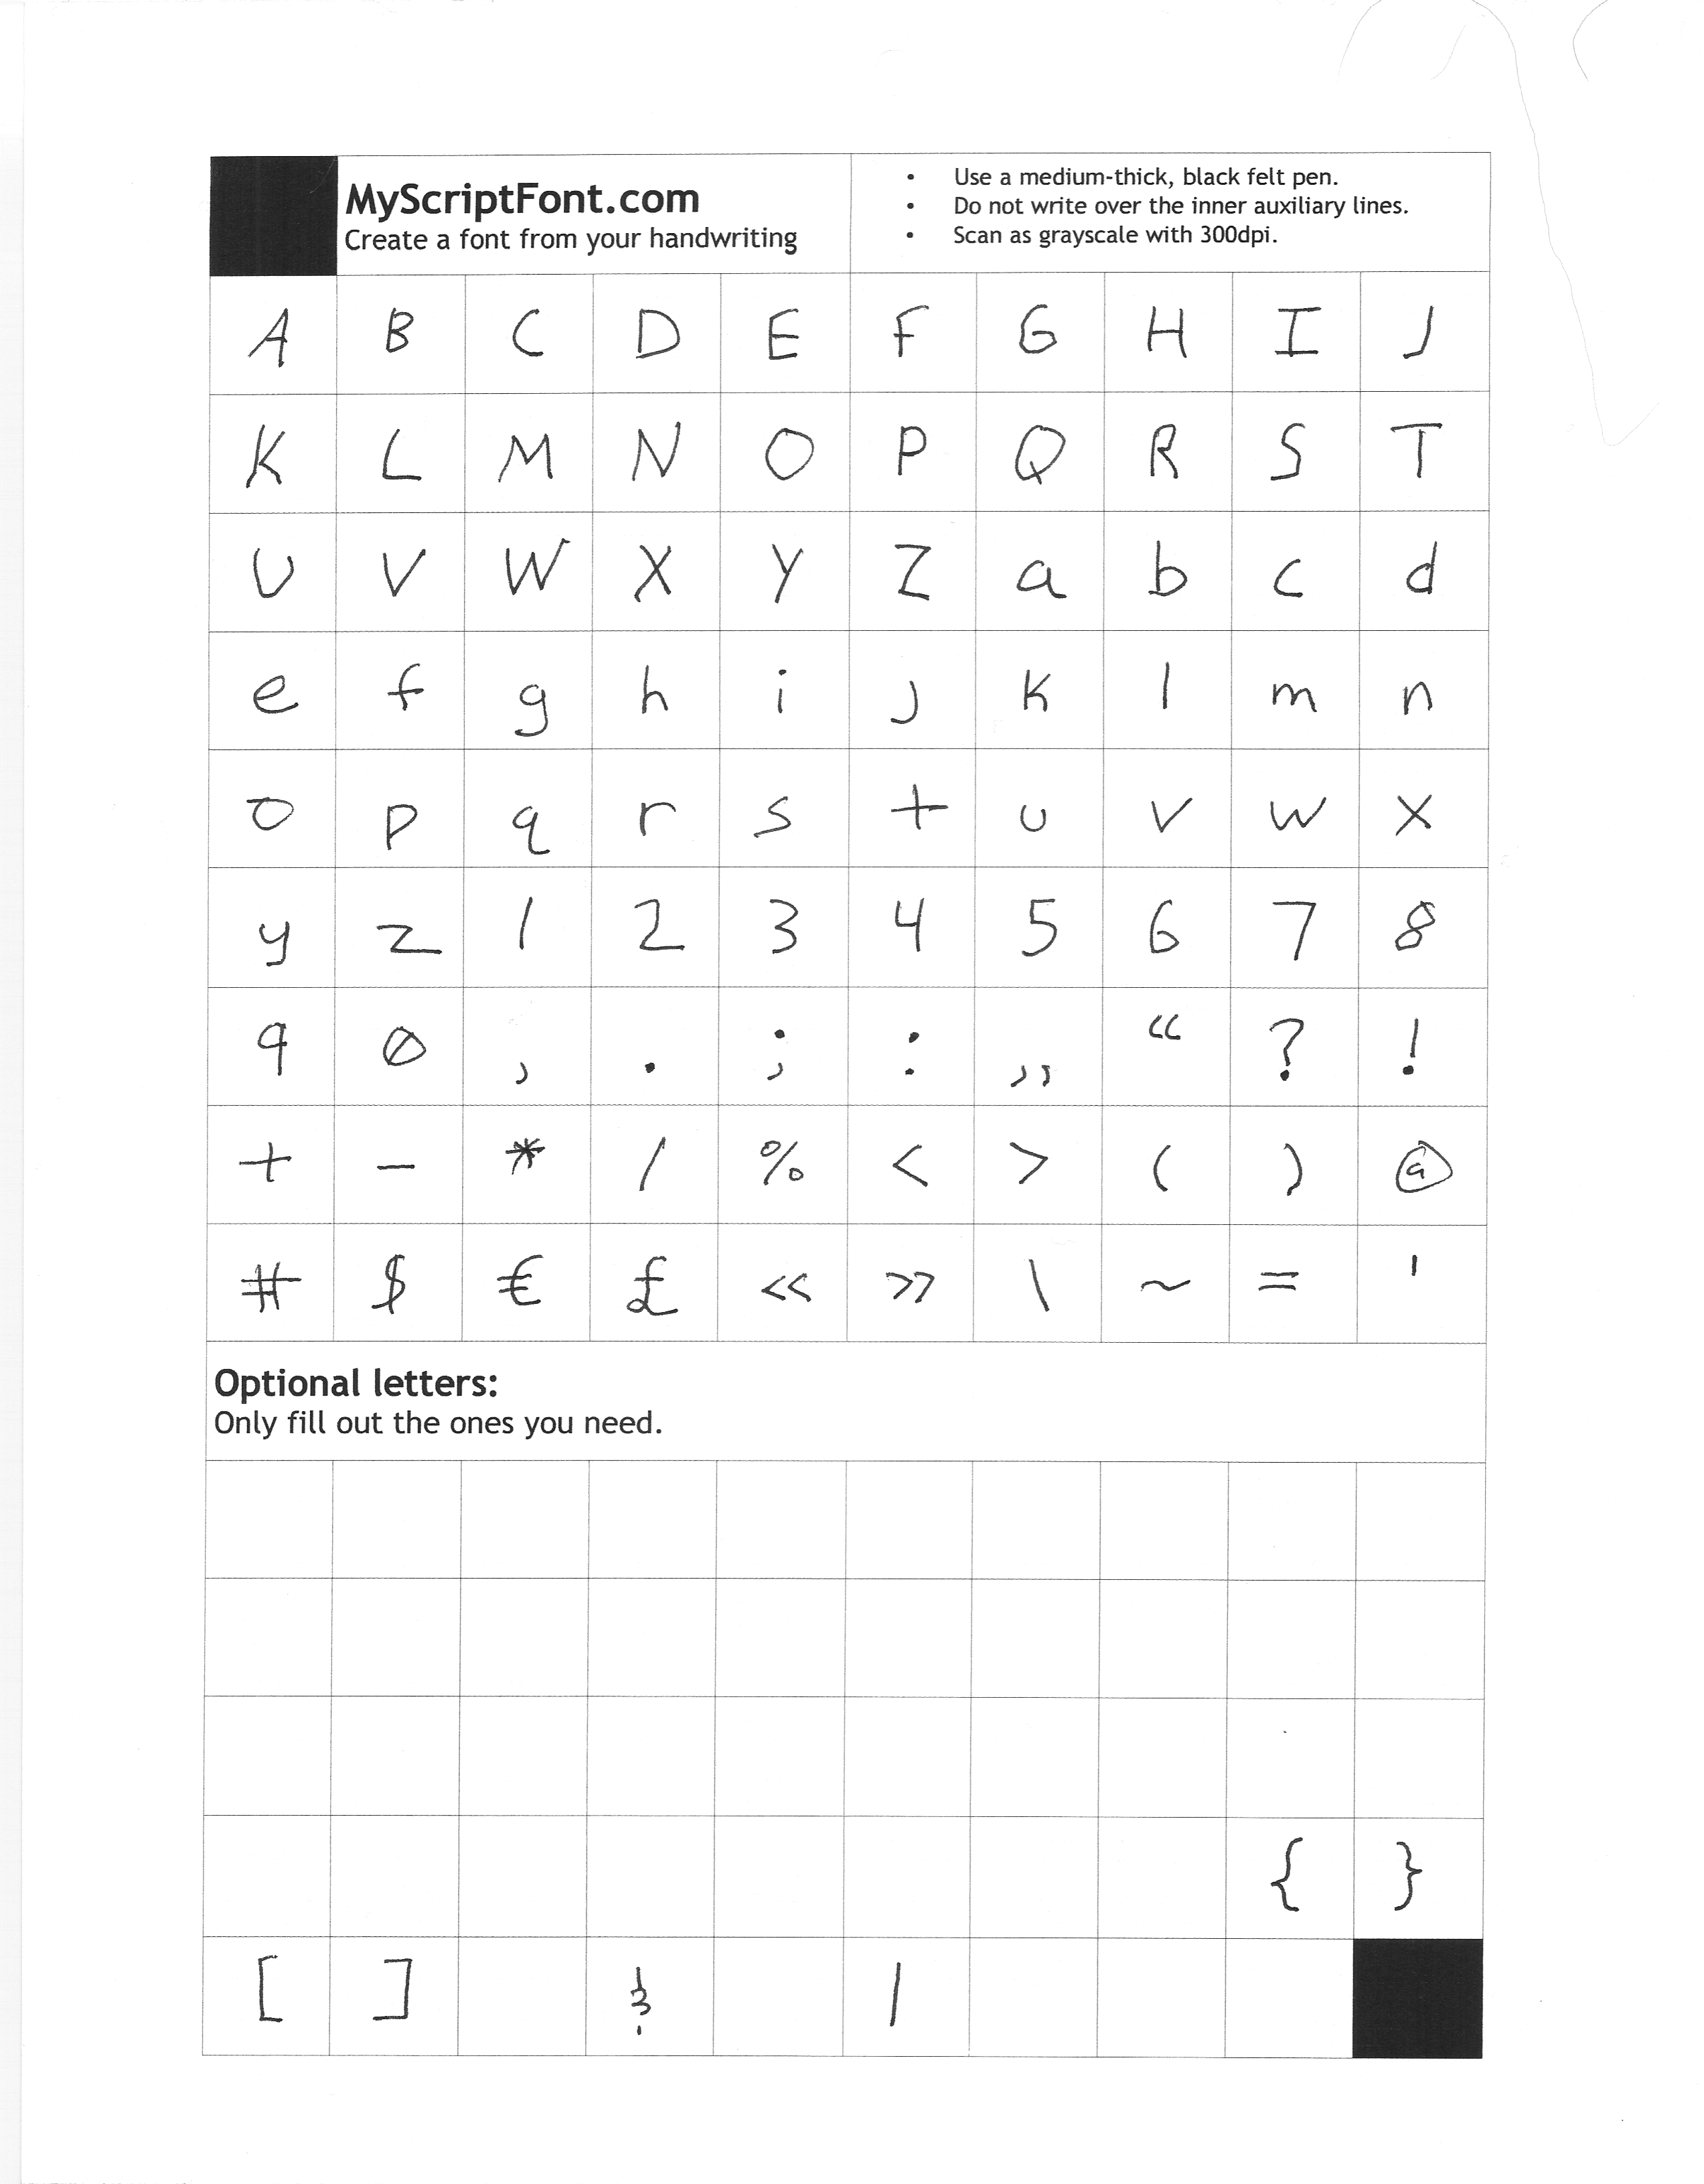 MyScriptFont.com
Create a font from your handwriting
• Use a medium-thick, black felt pen.
• Do not write over the inner auxiliary lines.
• Scan as grayscale with 300dpi.
A B C D E F G H I J
K L M N O P Q R S T
U V W X Y Z a b c d
e f g h i j k l m n
o p q r s t u v w x
y z 1 2 3 4 5 6 7 8
9 0 , . ; : „ “ ? !
+ - * / % < > ( ) @
# $ € £ « » \ ~ = '
Optional letters:
Only fill out the ones you need.
{ }
[ ] & |